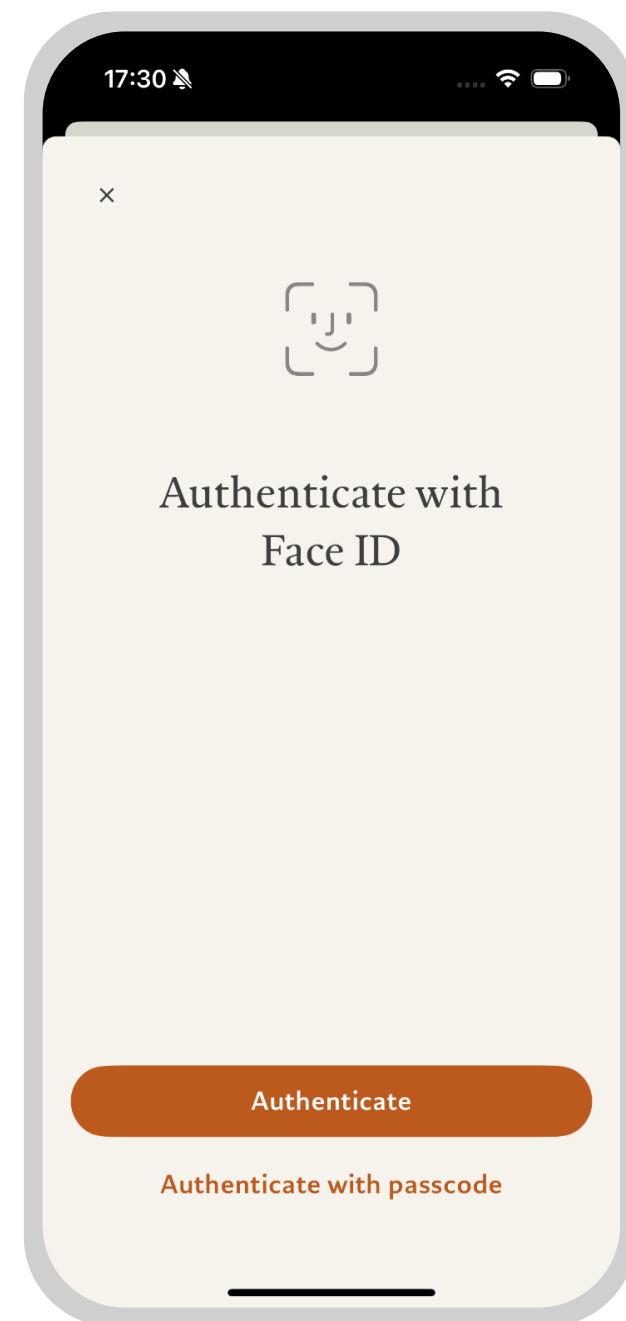 17:30
Authenticate with
Face ID
Authenticate
Authenticate with passcode